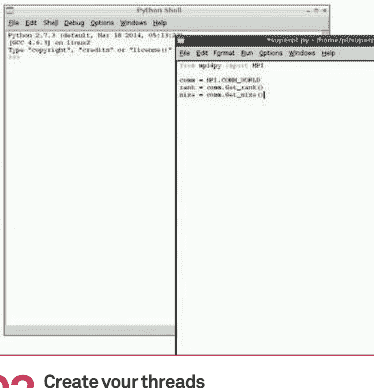 Python Shell
File Edit Shell Debug Options Windows Help
Python 2.7.3 (default, Mar 18 2014, 05:13:23)
[GCC 4.6.3] on linux2
Type "copyright", "credits" or "license()"
>>>
File Edit Format Run Options Windows Help
from mpi4py import MPI
comm = MPI.COMM_WORLD
rank = comm.Get_rank()
size = comm.Get_size()
Create your threads